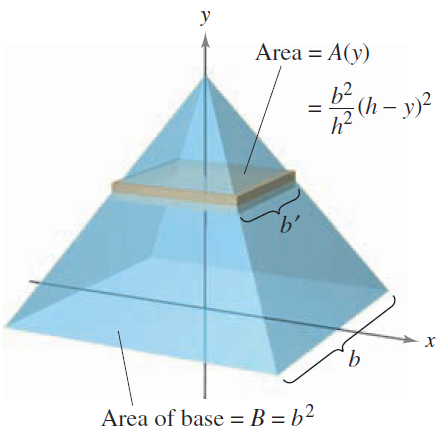 y
Area = A(y)
= b²/h² (h – y)²
b′
x
b
Area of base = B = b²